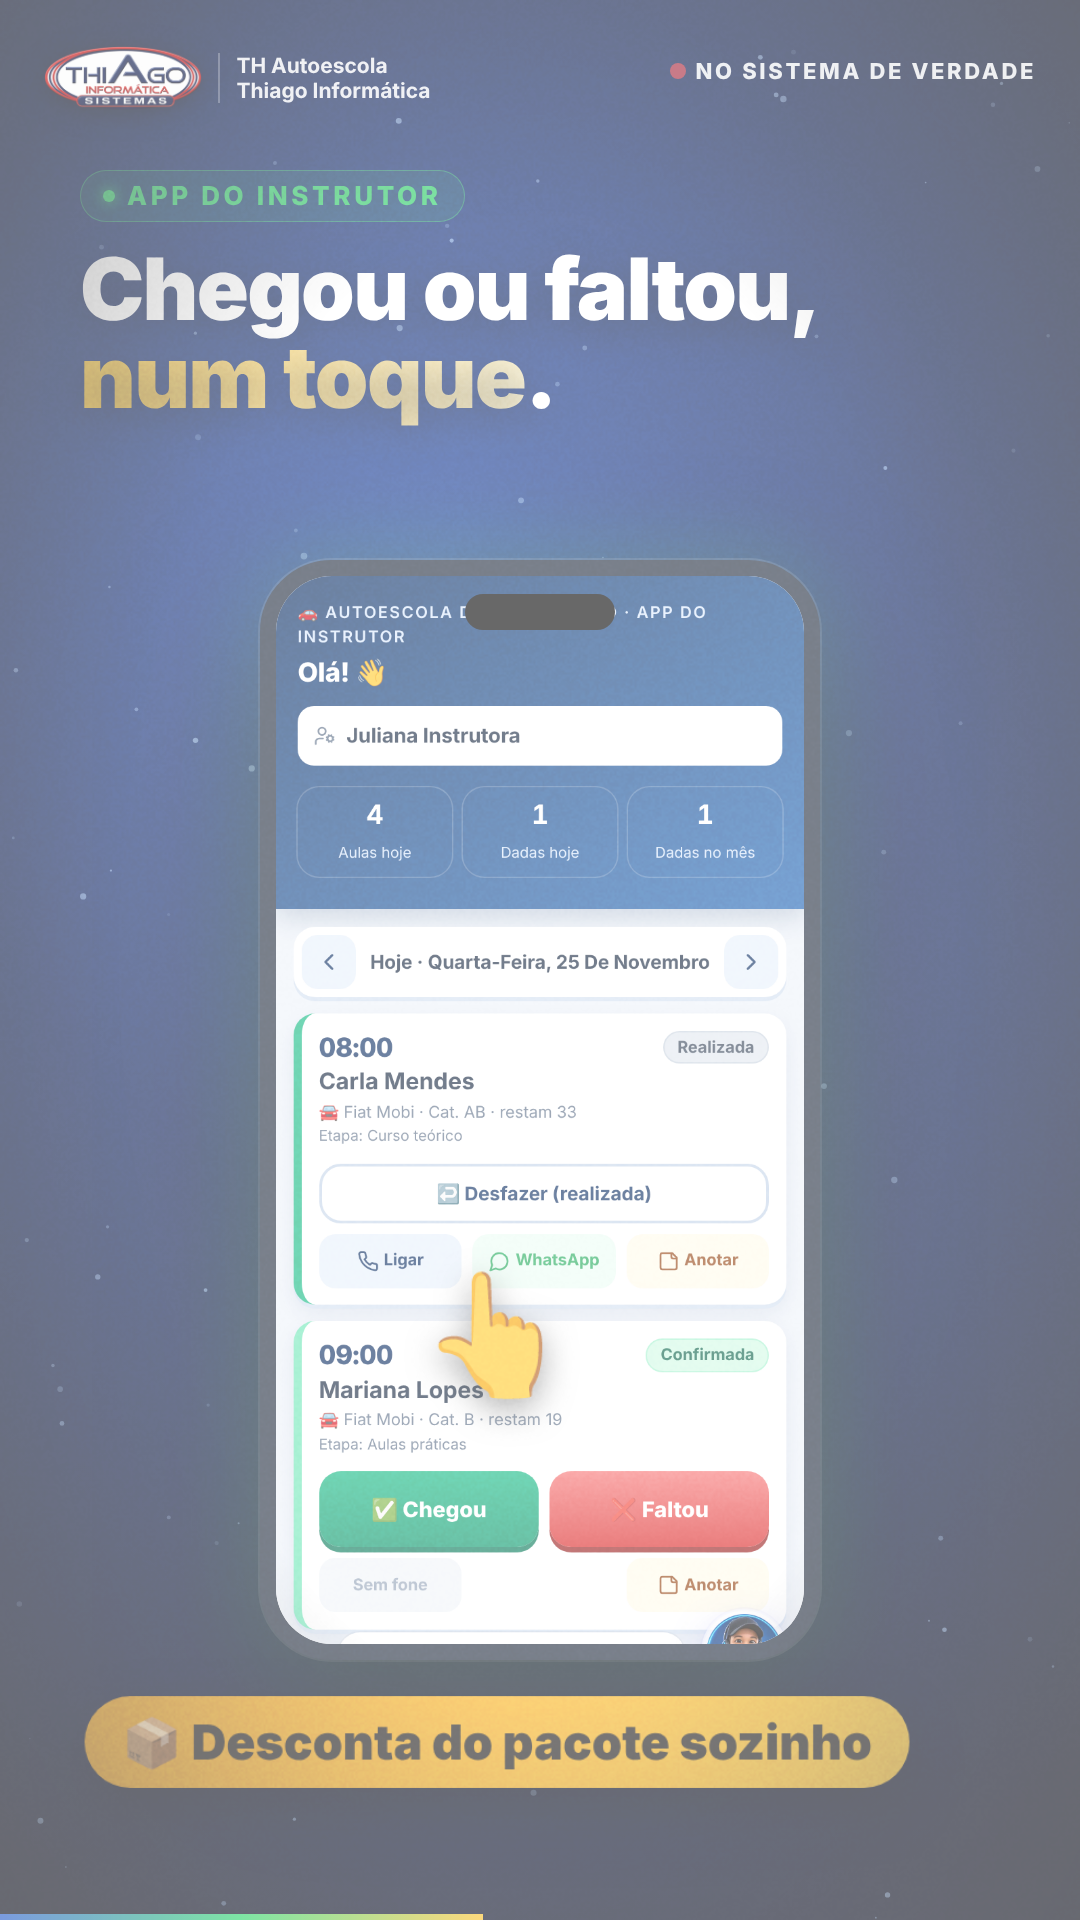 THIAGO
INFORMÁTICA
SISTEMAS
TH Autoescola
Thiago Informática
NO SISTEMA DE VERDADE
APP DO INSTRUTOR
Chegou ou faltou,
num toque.
AUTOESCOLA · APP DO
INSTRUTOR
Olá!
Juliana Instrutora
4
Aulas hoje
1
Dadas hoje
1
Dadas no mês
Hoje · Quarta-Feira, 25 De Novembro
08:00
Realizada
Carla Mendes
Fiat Mobi · Cat. AB · restam 33
Etapa: Curso teórico
Desfazer (realizada)
Ligar
WhatsApp
Anotar
09:00
Confirmada
Mariana Lopes
Fiat Mobi · Cat. B · restam 19
Etapa: Aulas práticas
Chegou
Faltou
Sem fone
Anotar
Desconta do pacote sozinho